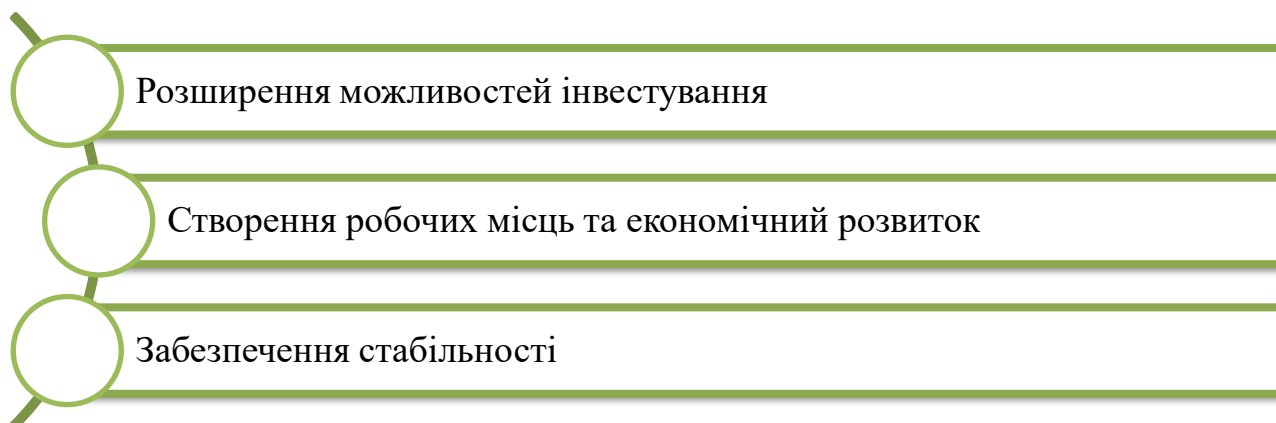 Розширення можливостей інвестування
Створення робочих місць та економічний розвиток
Забезпечення стабільності